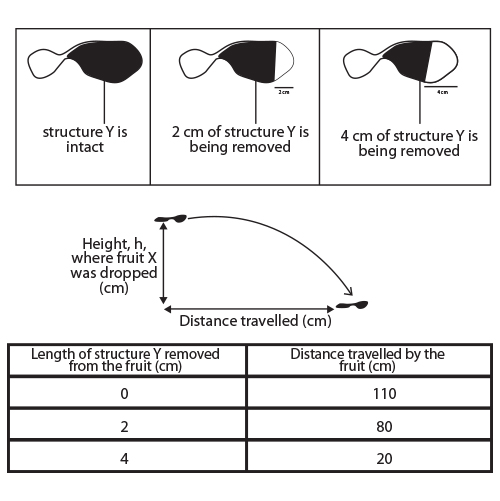 2 cm
4 cm
structure Y is
intact
2 cm of structure Y is
being removed
4 cm of structure Y is
being removed
Height, h,
where fruit X
was dropped
(cm)
Distance travelled (cm)
Length of structure Y removed
from the fruit (cm)
Distance travelled by the
fruit (cm)
0
110
2
80
4
20